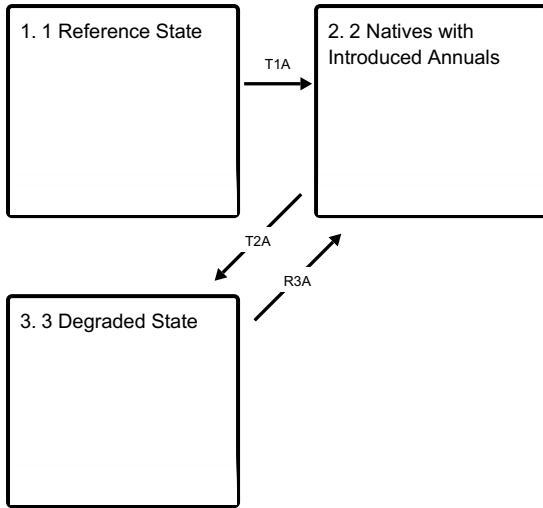 1. 1 Reference State
2. 2 Natives with
Introduced Annuals
T1A
T2A
R3A
3. 3 Degraded State